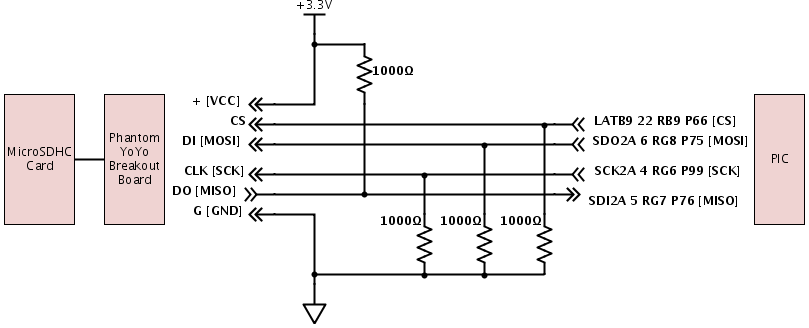 +3.3V
1000Ω
+ [VCC]
CS
LATB9 22 RB9 P66 [CS]
DI [MOSI]
SDO2A 6 RG8 P75 [MOSI]
MicroSDHC
Card
Phantom
YoYo
Breakout
Board
PIC
CLK [SCK]
SCK2A 4 RG6 P99 [SCK]
DO [MISO]
SDI2A 5 RG7 P76 [MISO]
G [GND]
1000Ω
1000Ω
1000Ω